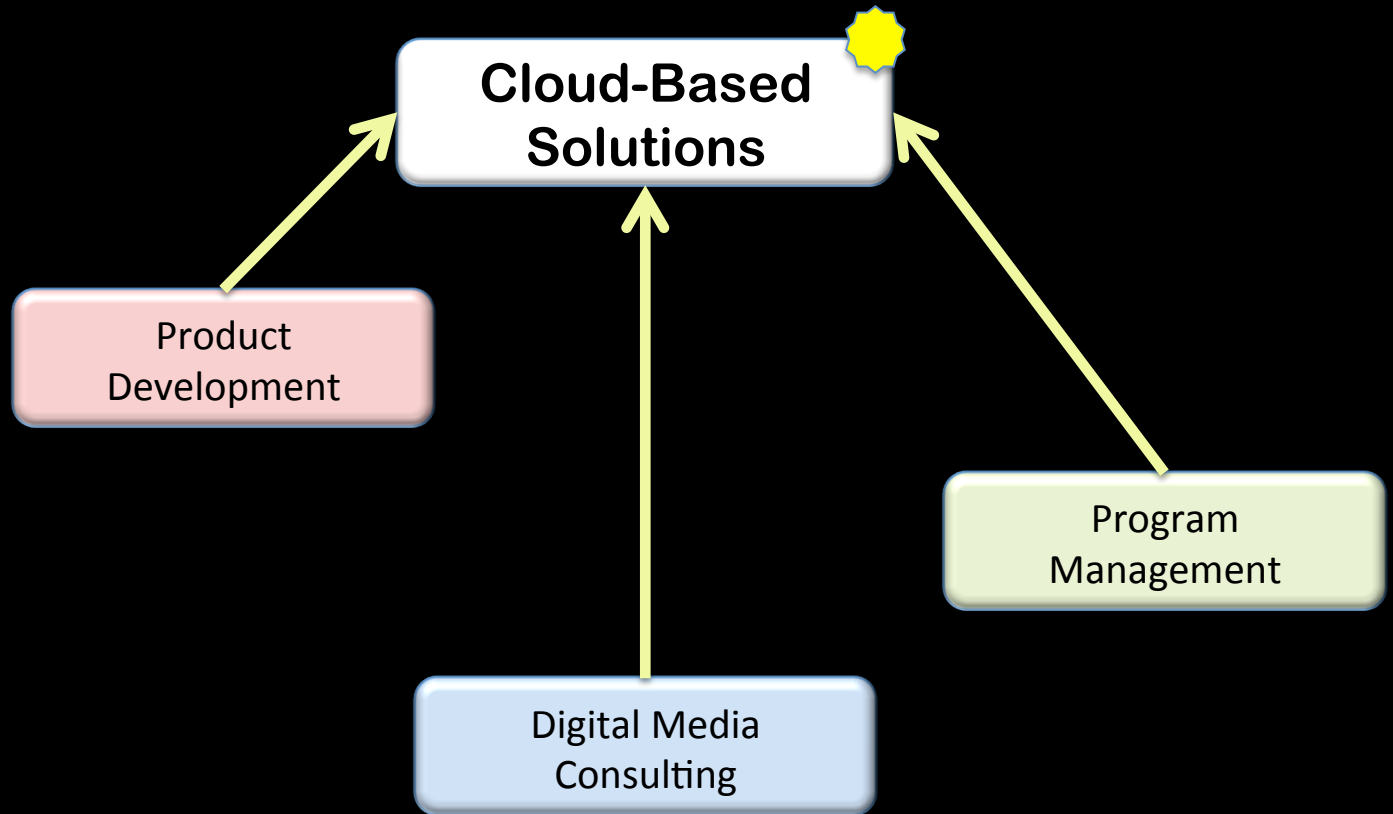 Cloud-Based
Solutions
Product
Development
Program
Management
Digital Media
Consulting